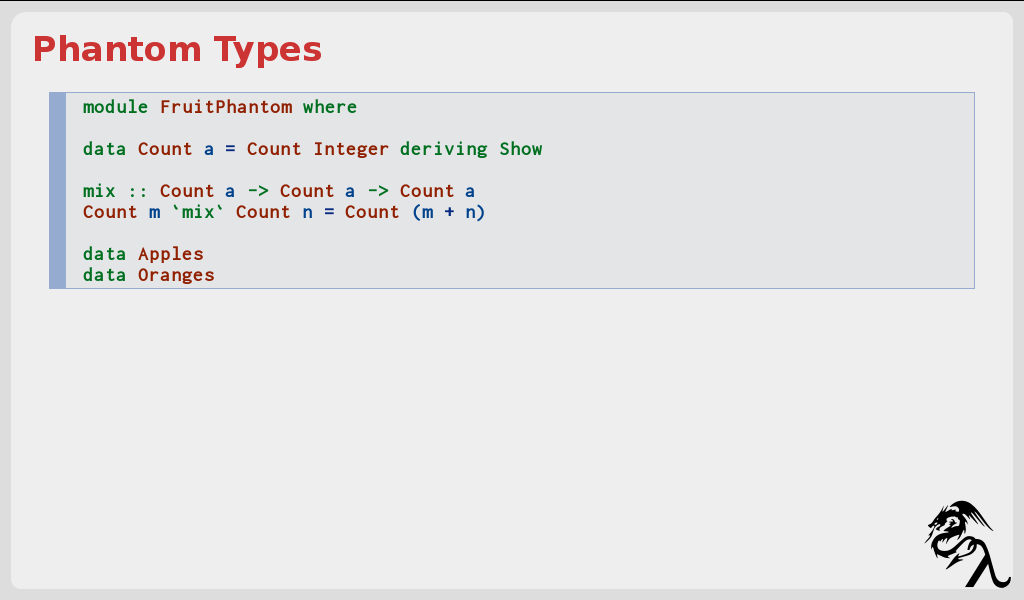 Phantom Types
module FruitPhantom where
data Count a = Count Integer deriving Show
mix :: Count a -> Count a -> Count a
Count m `mix` Count n = Count (m + n)
data Apples
data Oranges